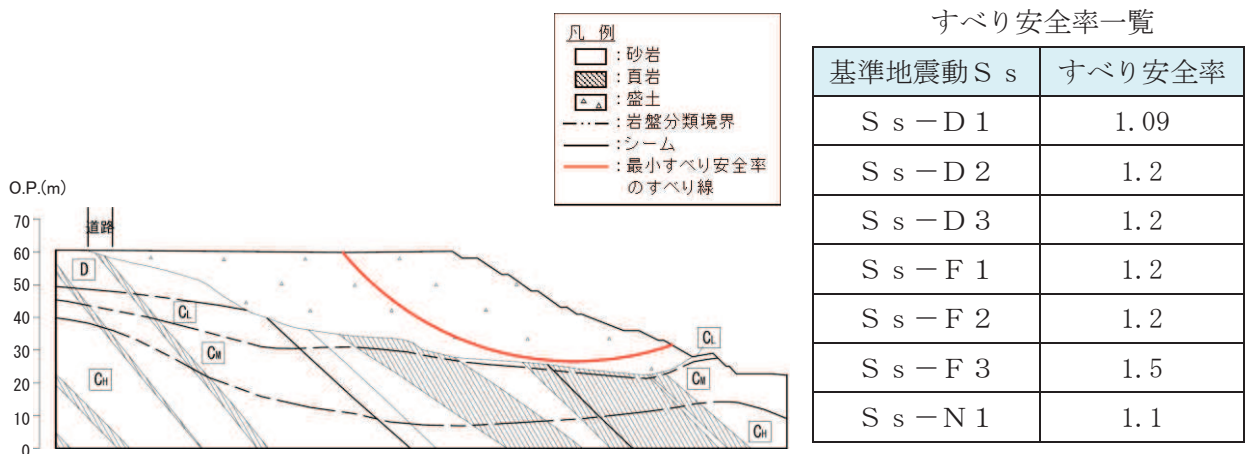 凡 例
:砂岩
:頁岩
:盛土
:岩盤分類境界
:シーム
:最小すべり安全率
のすべり線
O.P.(m)
70
60
50
40
30
20
10
0
道路
D
CL
CM
CH
CL
CM
CH
すべり安全率一覧
基準地震動Ss すべり安全率
Ss-D1 1.09
Ss-D2 1.2
Ss-D3 1.2
Ss-F1 1.2
Ss-F2 1.2
Ss-F3 1.5
Ss-N1 1.1